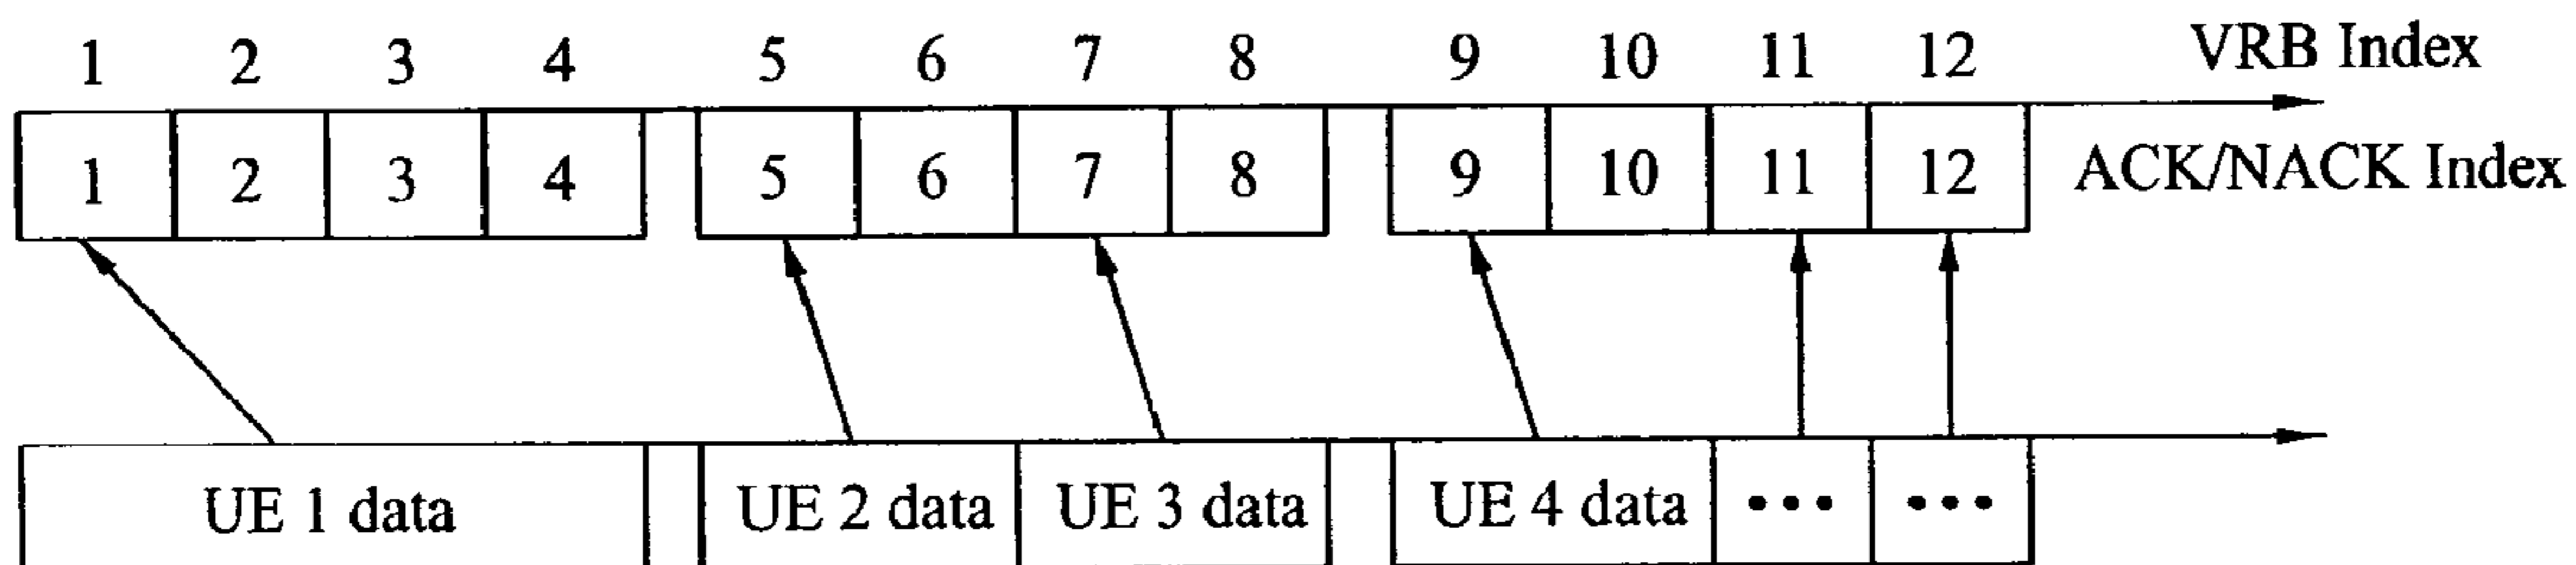 1 2 3 4 5 6 7 8 9 10 11 12 VRB Index
1 2 3 4 5 6 7 8 9 10 11 12 ACK/NACK Index
UE 1 data UE 2 data UE 3 data UE 4 data ••• •••